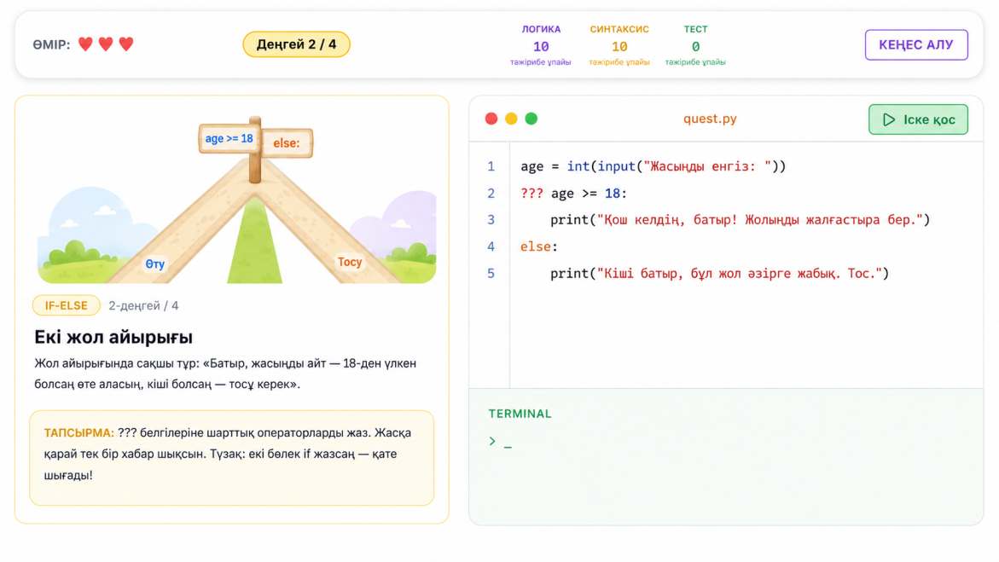 ӨМІР:
Деңгей 2 / 4
ЛОГИКА
10
тәжірибе ұпайы
СИНТАКСИС
10
тәжірибе ұпайы
ТЕСТ
0
тәжірибе ұпайы
КЕҢЕС АЛУ
age >= 18
else:
Өту
Тосу
IF-ELSE 2-деңгей / 4
Екі жол айырығы
Жол айырығында сақшы тұр: «Батыр, жасыңды айт — 18-ден үлкен
болсаң өте аласың, кіші болсаң — тосұ керек».
ТАПСЫРМА: ??? белгілеріне шарттық операторларды жаз. Жасқа
қарай тек бір хабар шықсын. Түзақ: екі бөлек if жазсаң — қате
шығады!
quest.py
Іске қос
1 age = int(input("Жасыңды енгіз: "))
2 ??? age >= 18:
3 print("Қош келдің, батыр! Жолыңды жалғастыра бер.")
4 else:
5 print("Кіші батыр, бұл жол әзірге жабық. Тос.")
TERMINAL
> _